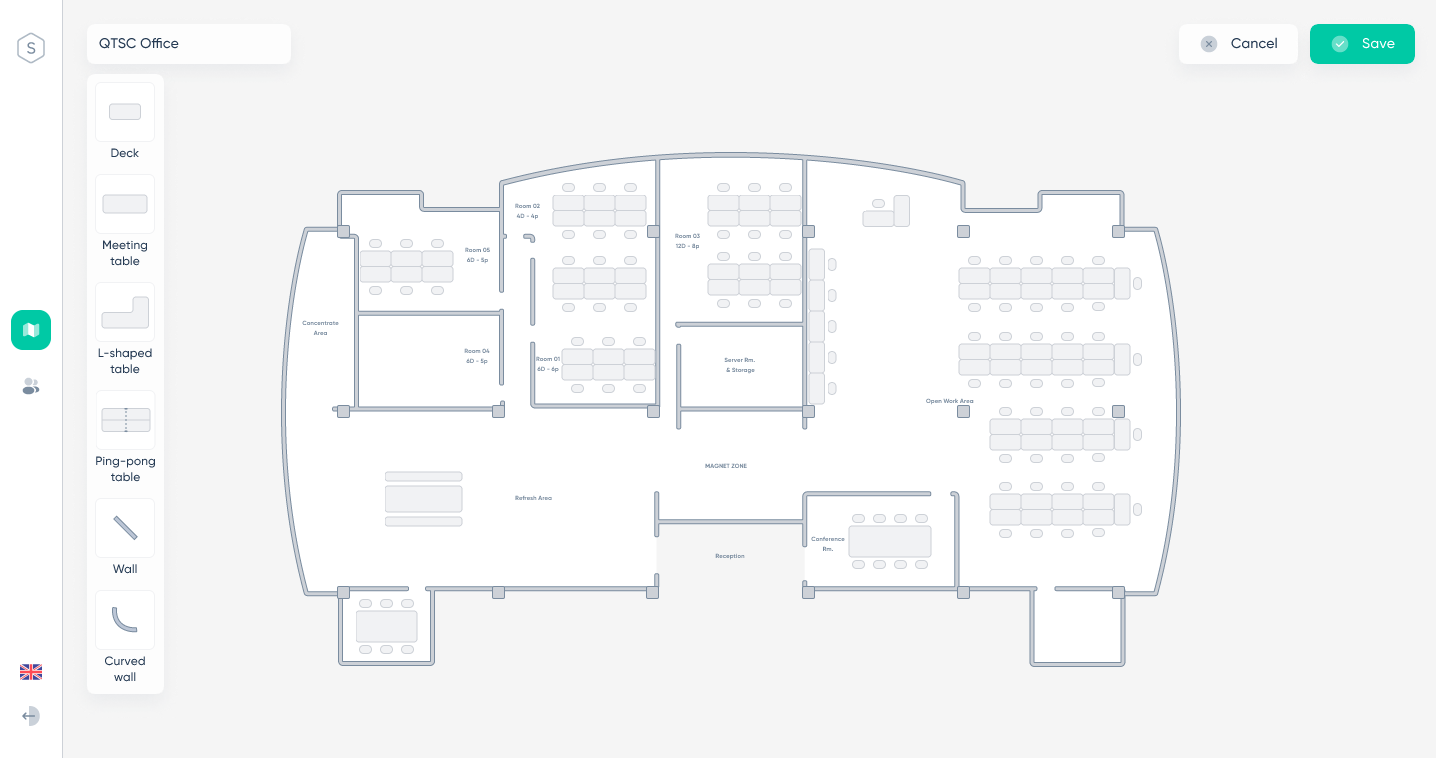 S
QTSC Office
Cancel
Save
Deck
Meeting
table
L-shaped
table
Ping-pong
table
Wall
Curved
wall
Room 02
4D - 4p
Room 03
12D - 8p
Room 05
6D - 5p
Concentrate
Area
Room 04
6D - 5p
Room 01
6D - 6p
Server Rm.
& Storage
Open Work Area
MAGNET ZONE
Refresh Area
Conference
Rm.
Reception